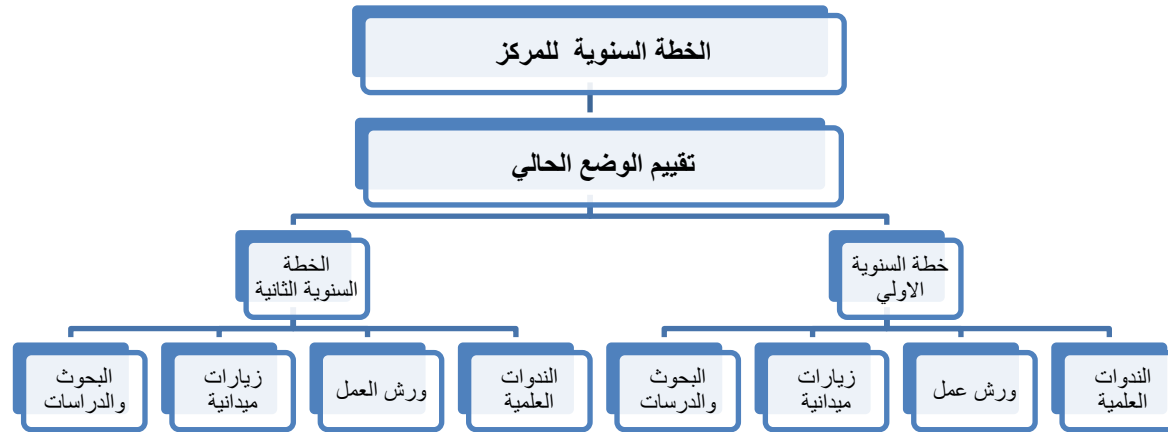 الخطة السنوية للمركز
تقييم الوضع الحالي
خطة السنوية
الاولي
الخطة
السنوية الثانية
الندوات
العلمية
ورش عمل
زيارات
ميدانية
البحوث
والدرسات
الندوات
العلمية
ورش العمل
زيارات
ميدانية
البحوث
والدراسات